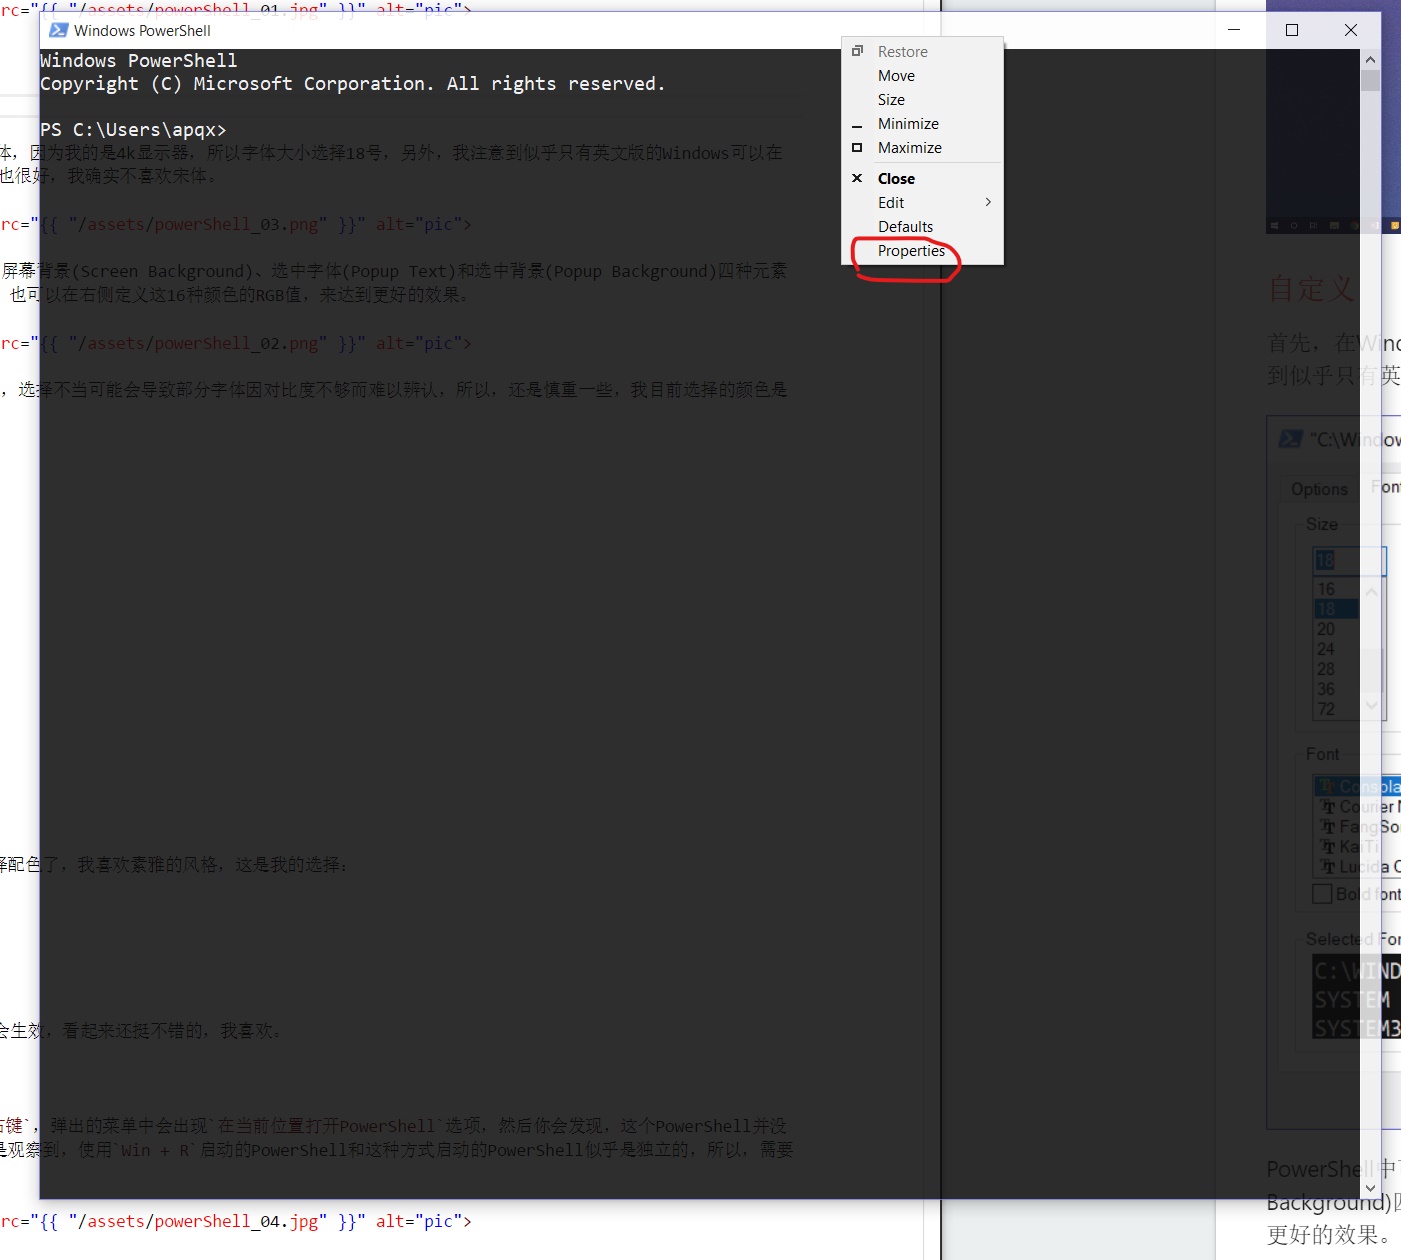 rc="{{ "/assets/powerShell_01.jpg" }}" alt="pic">
Windows PowerShell
Windows PowerShell
Copyright (C) Microsoft Corporation. All rights reserved.
PS C:\Users\apqx>
体，因为我的是4k显示器，所以字体大小选择18号，另外，我注意到似乎只有英文版的Windows可以在
也很好，我确实不喜欢宋体。
rc="{{ "/assets/powerShell_03.png" }}" alt="pic">
屏幕背景(Screen Background)、选中字体(Popup Text)和选中背景(Popup Background)四种元素
也可以在右侧定义这16种颜色的RGB值，来达到更好的效果。
rc="{{ "/assets/powerShell_02.png" }}" alt="pic">
，选择不当可能会导致部分字体因对比度不够而难以辨认，所以，还是慎重一些，我目前选择的颜色是
择配色了，我喜欢素雅的风格，这是我的选择：
会生效，看起来还挺不错的，我喜欢。
右键`，弹出的菜单中会出现`在当前位置打开PowerShell`选项，然后你会发现，这个PowerShell并没
是观察到，使用`Win + R`启动的PowerShell和这种方式启动的PowerShell似乎是独立的，所以，需要
rc="{{ "/assets/powerShell_04.jpg" }}" alt="pic">
Restore
Move
Size
Minimize
Maximize
Close
Edit
Defaults
Properties
自定义
首先，在Wind
到似乎只有英
"C:\Window
Options
Font
Size
18
16
18
20
24
28
36
72
Font
Consola
Courier N
FangSo
KaiTi
Lucida C
Bold font
Selected Fon
C:\WIND
SYSTEM
SYSTEM3
PowerShell中
Background)四
更好的效果。